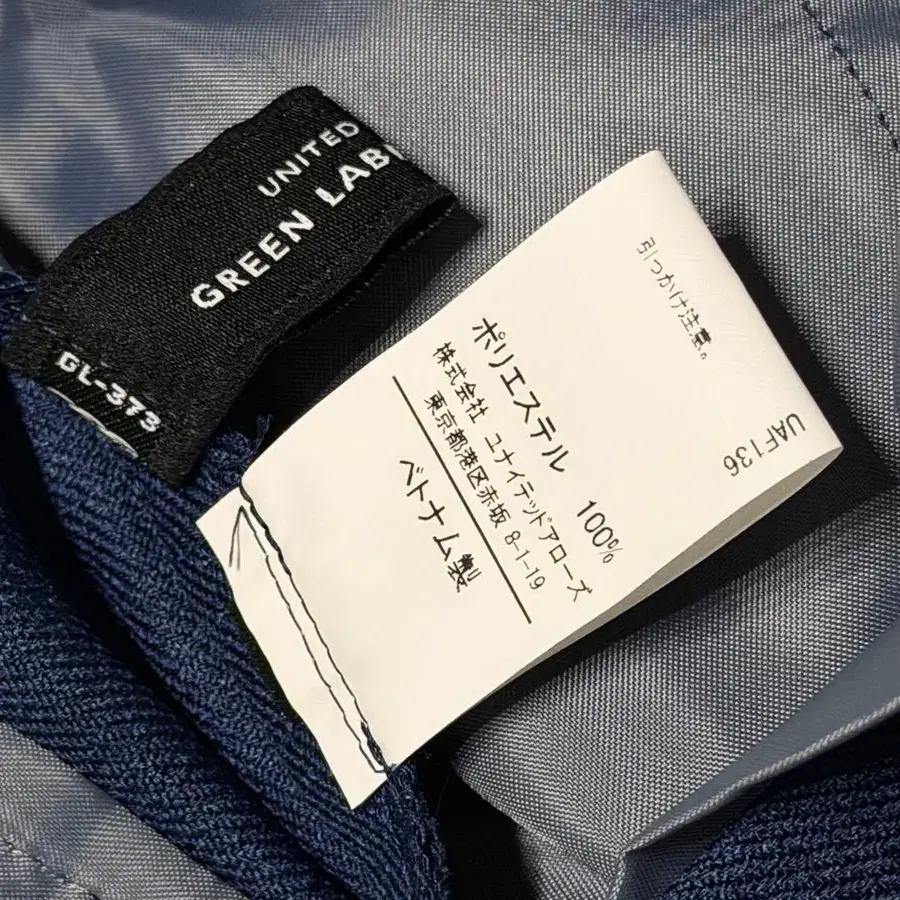 UNITED
GREEN LAB
GL-373
引っかけ注意。
ポリエステル 100%
株式会社 ユナイテッドアローズ
東京都港区赤坂 8-1-19
ベトナム製
UAF136